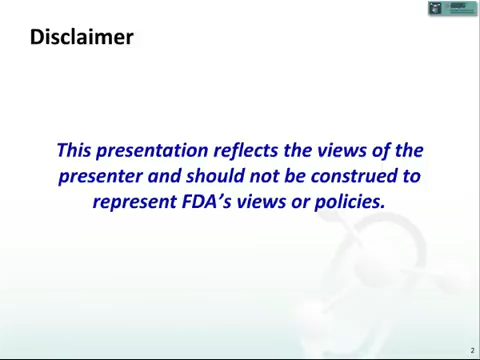 Disclaimer
This presentation reflects the views of the
presenter and should not be construed to
represent FDA's views or policies.
2